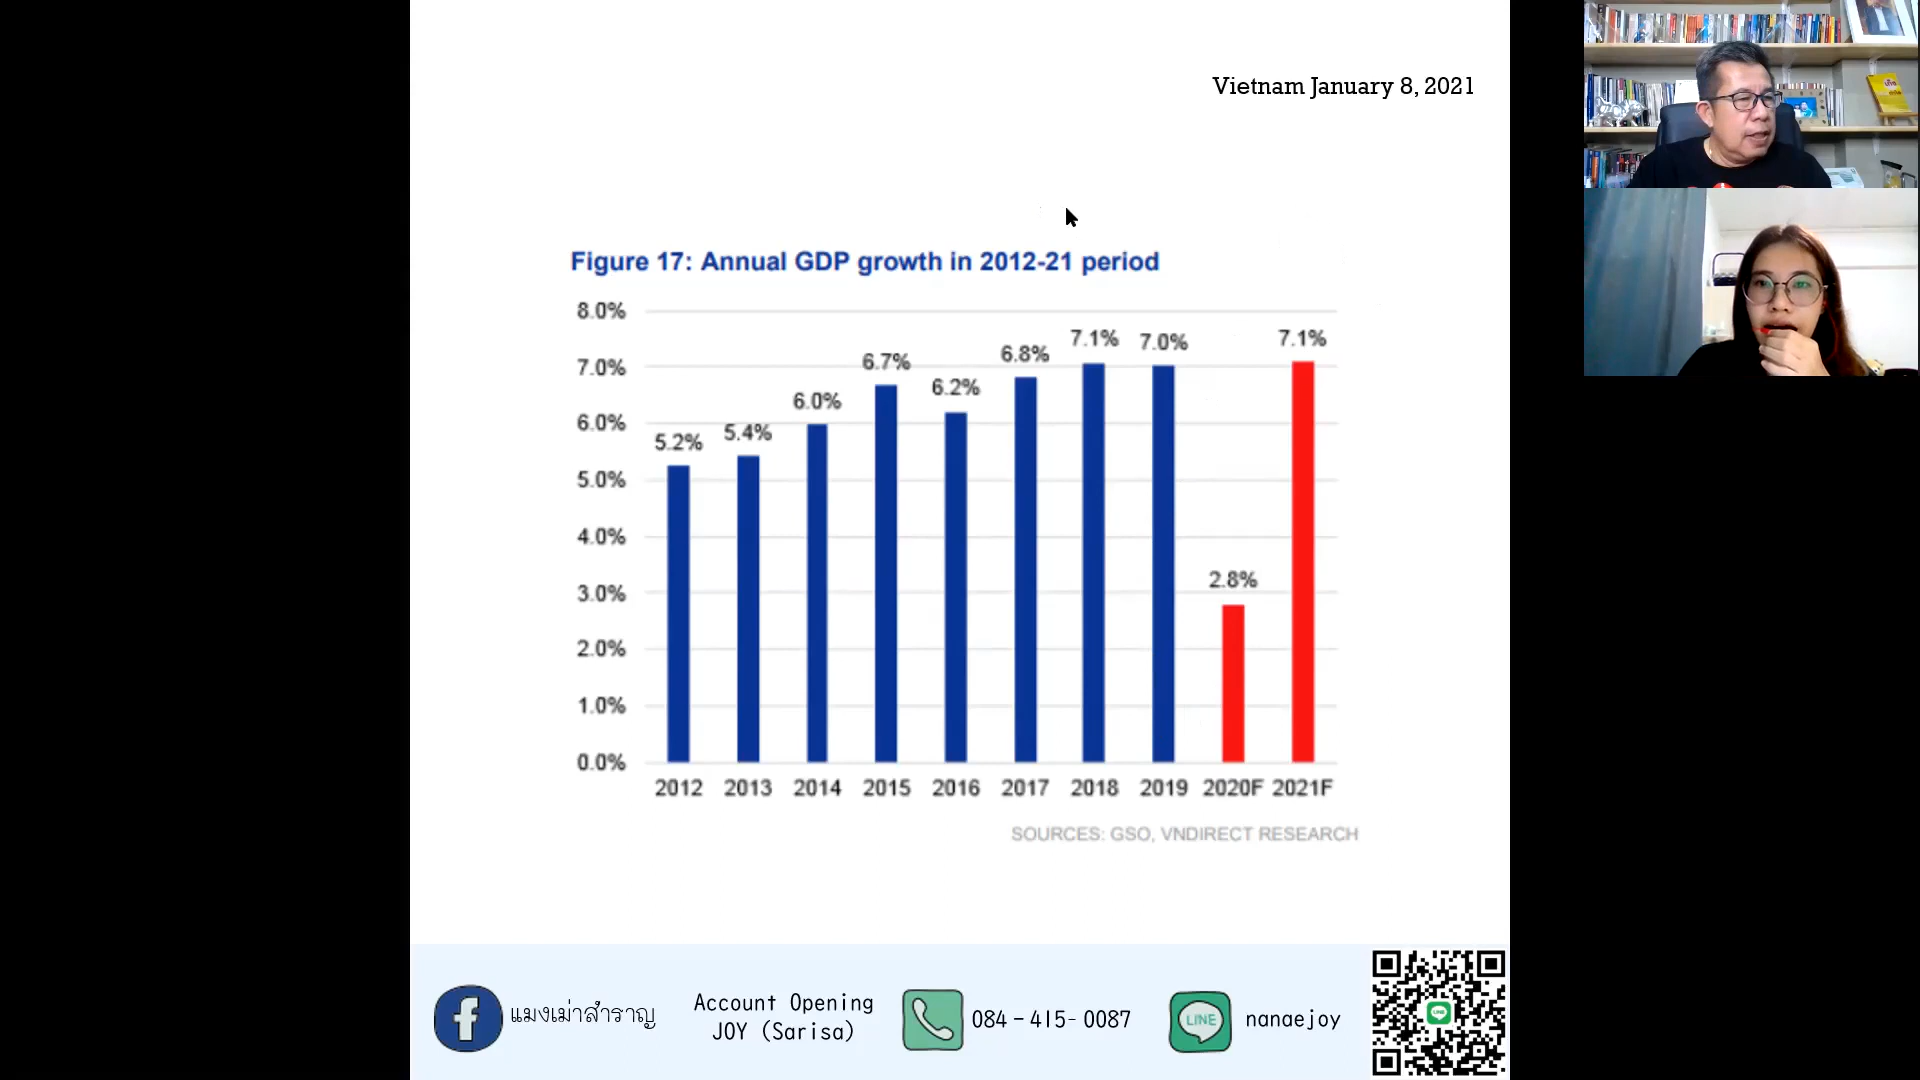 Vietnam January 8, 2021
Figure 17: Annual GDP growth in 2012-21 period
8.0%
7.0%
6.0%
5.0%
4.0%
3.0%
2.0%
1.0%
0.0%
5.2%
5.4%
6.0%
6.7%
6.2%
6.8%
7.1%
7.0%
2.8%
7.1%
2012 2013 2014 2015 2016 2017 2018 2019 2020F 2021F
SOURCES: GSO, VNDIRECT RESEARCH
f
แมงเม่าสำราญ
Account Opening
JOY (Sarisa)
084-415-0087
LINE
nanaejoy